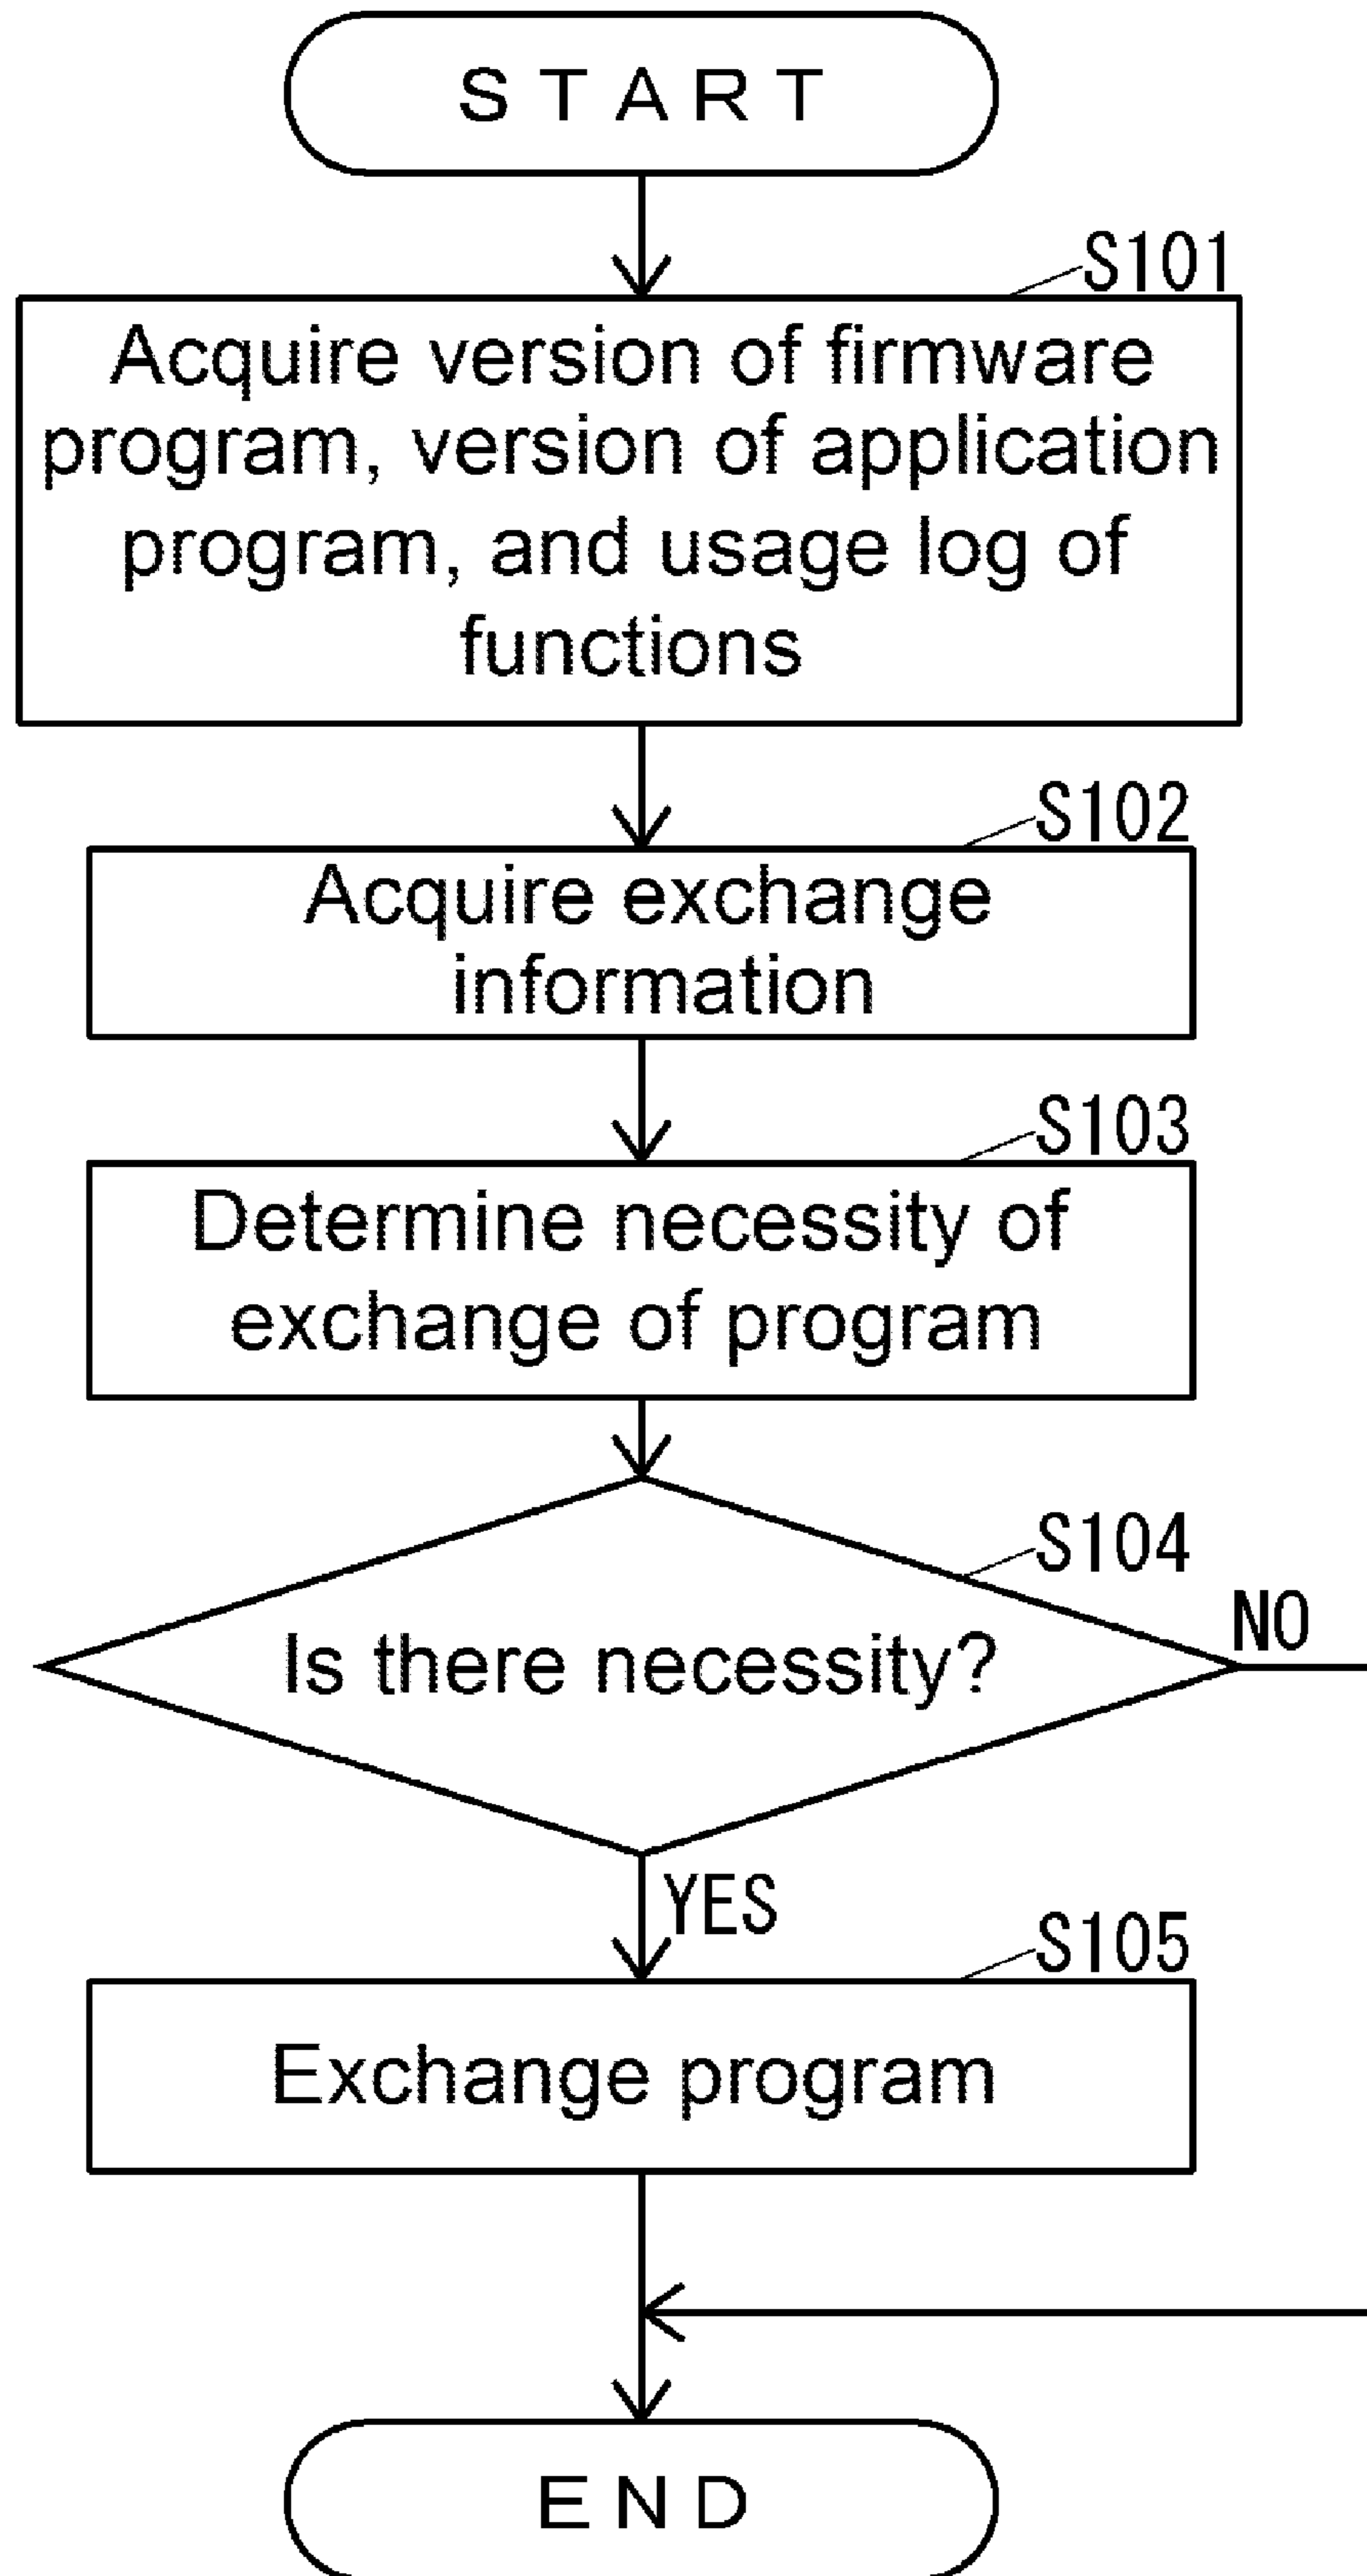 START
S101
Acquire version of firmware
program, version of application
program, and usage log of
functions
S102
Acquire exchange
information
S103
Determine necessity of
exchange of program
S104
Is there necessity?
NO
YES
S105
Exchange program
END